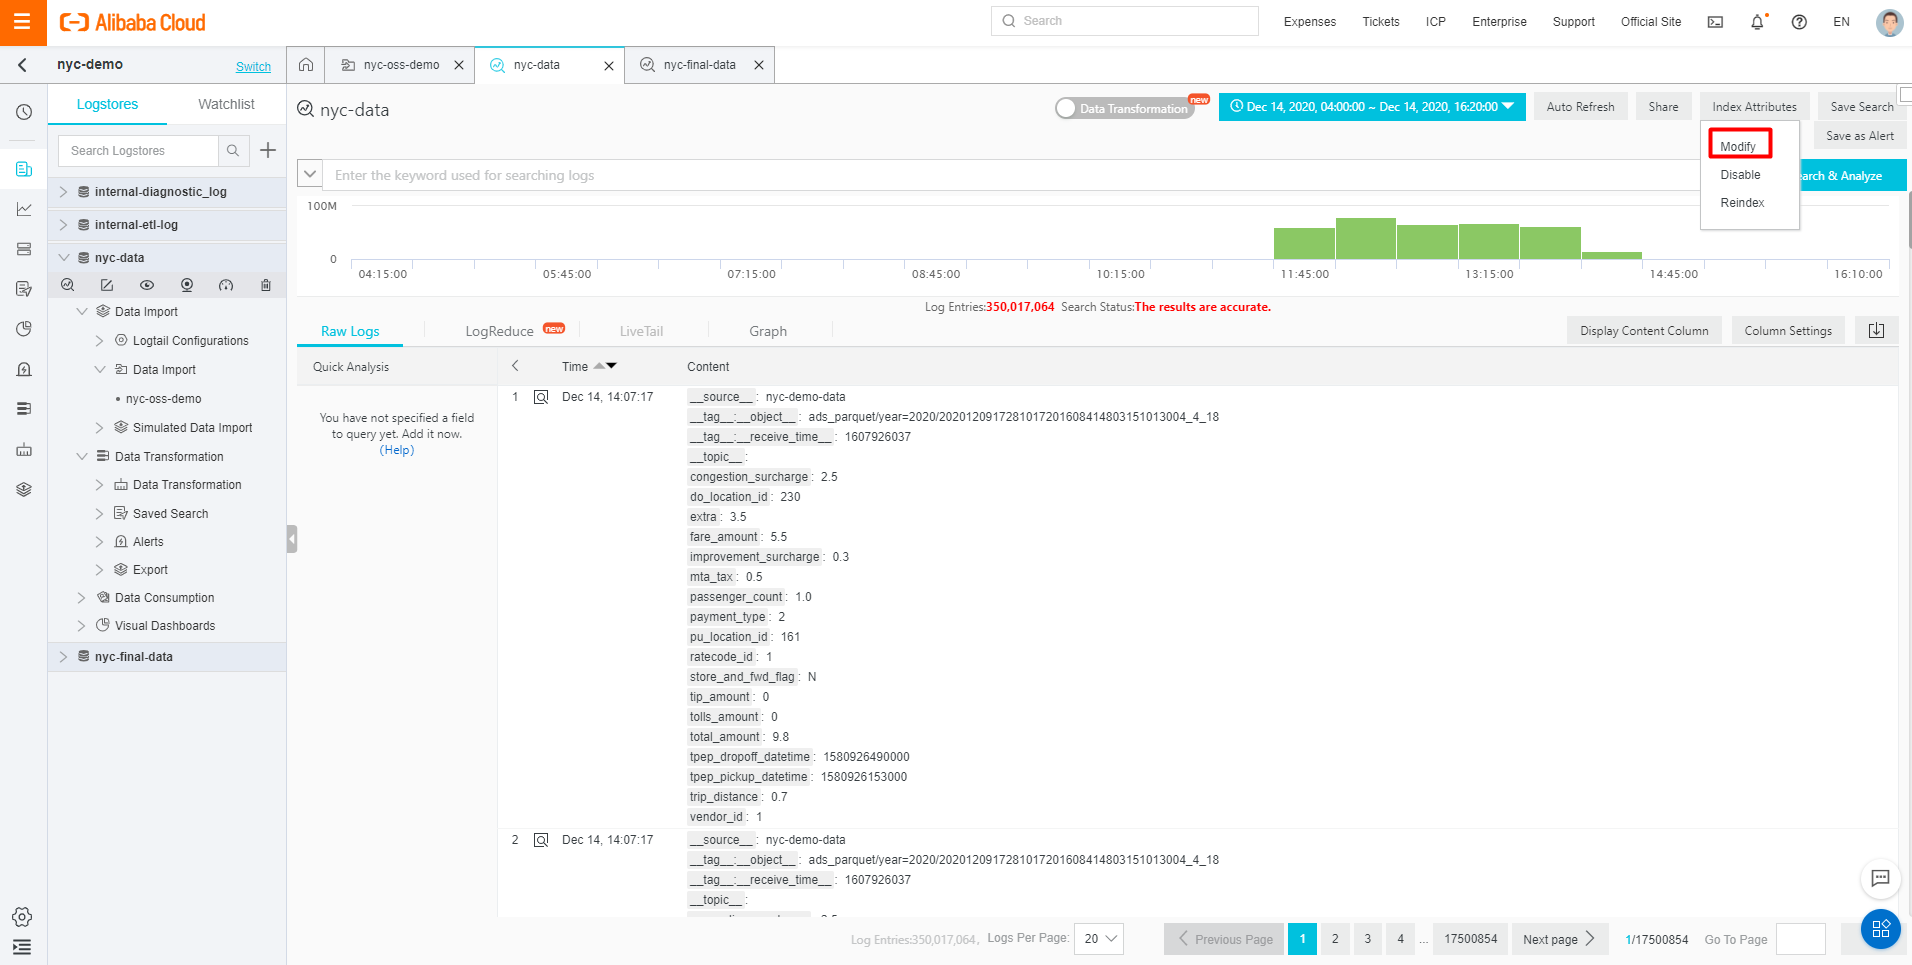 Alibaba Cloud
Search
Expenses
Tickets
ICP
Enterprise
Support
Official Site
EN
nyc-demo
Switch
nyc-oss-demo
nyc-data
nyc-final-data
Logstores
Watchlist
Search Logstores
internal-diagnostic_log
internal-etl-log
nyc-data
Data Import
Logtail Configurations
Data Import
nyc-oss-demo
Simulated Data Import
Data Transformation
Data Transformation
Saved Search
Alerts
Export
Data Consumption
Visual Dashboards
nyc-final-data
nyc-data
Data Transformation
new
Dec 14, 2020, 04:00:00 ~ Dec 14, 2020, 16:20:00
Auto Refresh
Share
Index Attributes
Save Search
Save as Alert
Modify
Disable
Reindex
Enter the keyword used for searching logs
earch & Analyze
100M
0
04:15:00
05:45:00
07:15:00
08:45:00
10:15:00
11:45:00
13:15:00
14:45:00
16:10:00
Log Entries:350,017,064 Search Status:The results are accurate.
Raw Logs
LogReduce new
LiveTail
Graph
Display Content Column
Column Settings
Quick Analysis
You have not specified a field
to query yet. Add it now.
(Help)
Time
Content
1
Dec 14, 14:07:17
__source__ : nyc-demo-data
__tag__:__object__ : ads_parquet/year=2020/20201209172810172016084148031510 13004_4_18
__tag__:__receive_time__ : 1607926037
__topic__ :
congestion_surcharge : 2.5
do_location_id : 230
extra : 3.5
fare_amount : 5.5
improvement_surcharge : 0.3
mta_tax : 0.5
passenger_count : 1.0
payment_type : 2
pu_location_id : 161
ratecode_id : 1
store_and_fwd_flag : N
tip_amount : 0
tolls_amount : 0
total_amount : 9.8
tpep_dropoff_datetime : 1580926490000
tpep_pickup_datetime : 1580926153000
trip_distance : 0.7
vendor_id : 1
2
Dec 14, 14:07:17
__source__ : nyc-demo-data
__tag__:__object__ : ads_parquet/year=2020/2020120917281017201608414803151013004_4_18
__tag__:__receive_time__ : 1607926037
__topic__ :
Log Entries:350,017,064,
Logs Per Page:
20
Previous Page
1
2
3
4
...
17500854
Next page
1/17500854
Go To Page